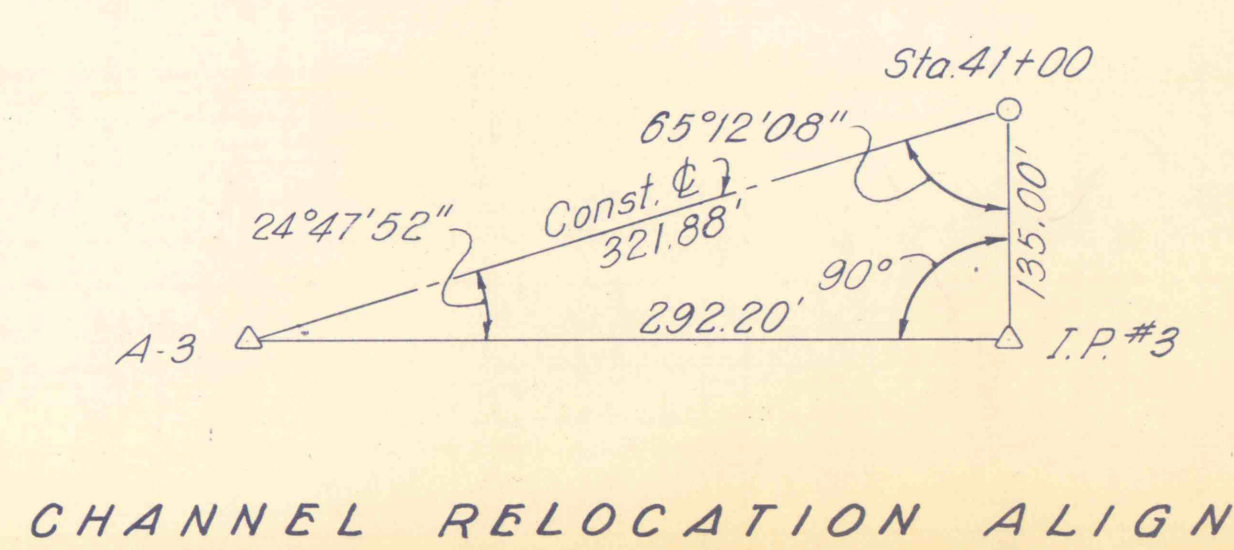 Sta. 41+00
65°12'08"
Const. ℄
321.88'
24°47'52"
135.00'
90°
292.20'
A-3
I.P. #3
CHANNEL RELOCATION ALIGN